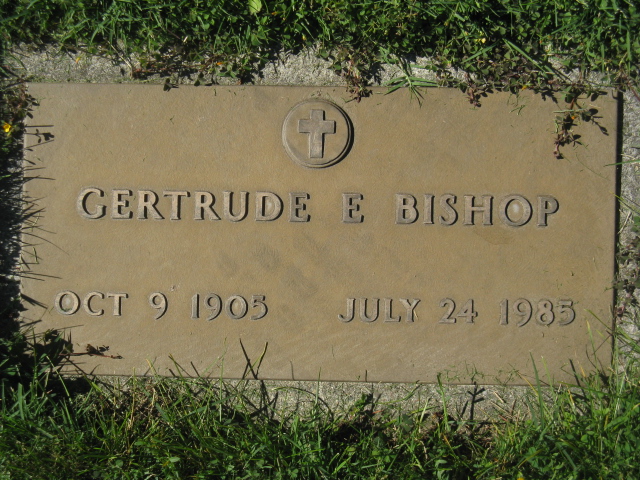 GERTRUDE E BISHOP
OCT 9 1905 JULY 24 1985